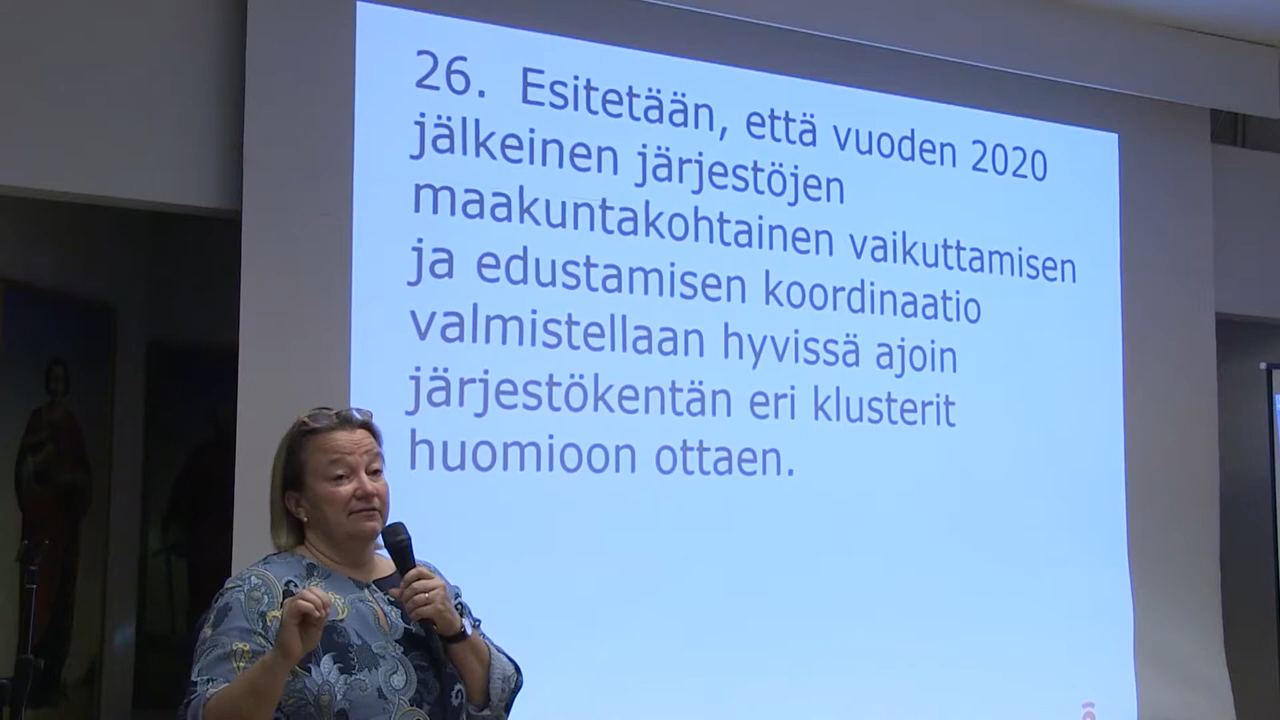 26. Esitetään, että vuoden 2020
jälkeinen järjestöjen
maakuntakohtainen vaikuttamisen
ja edustamisen koordinaatio
valmistellaan hyvissä ajoin
järjestökentän eri klusterit
huomioon ottaen.